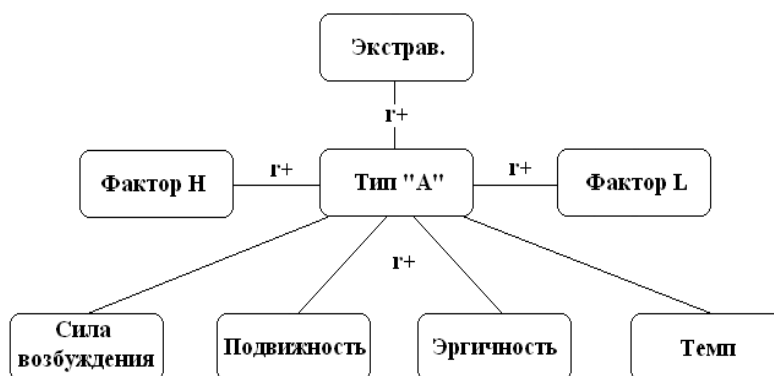 Экстрав.
r+
Фактор H
r+
Тип "А"
r+
Фактор L
r+
Сила
возбуждения
Подвижность
Эргичность
Темп